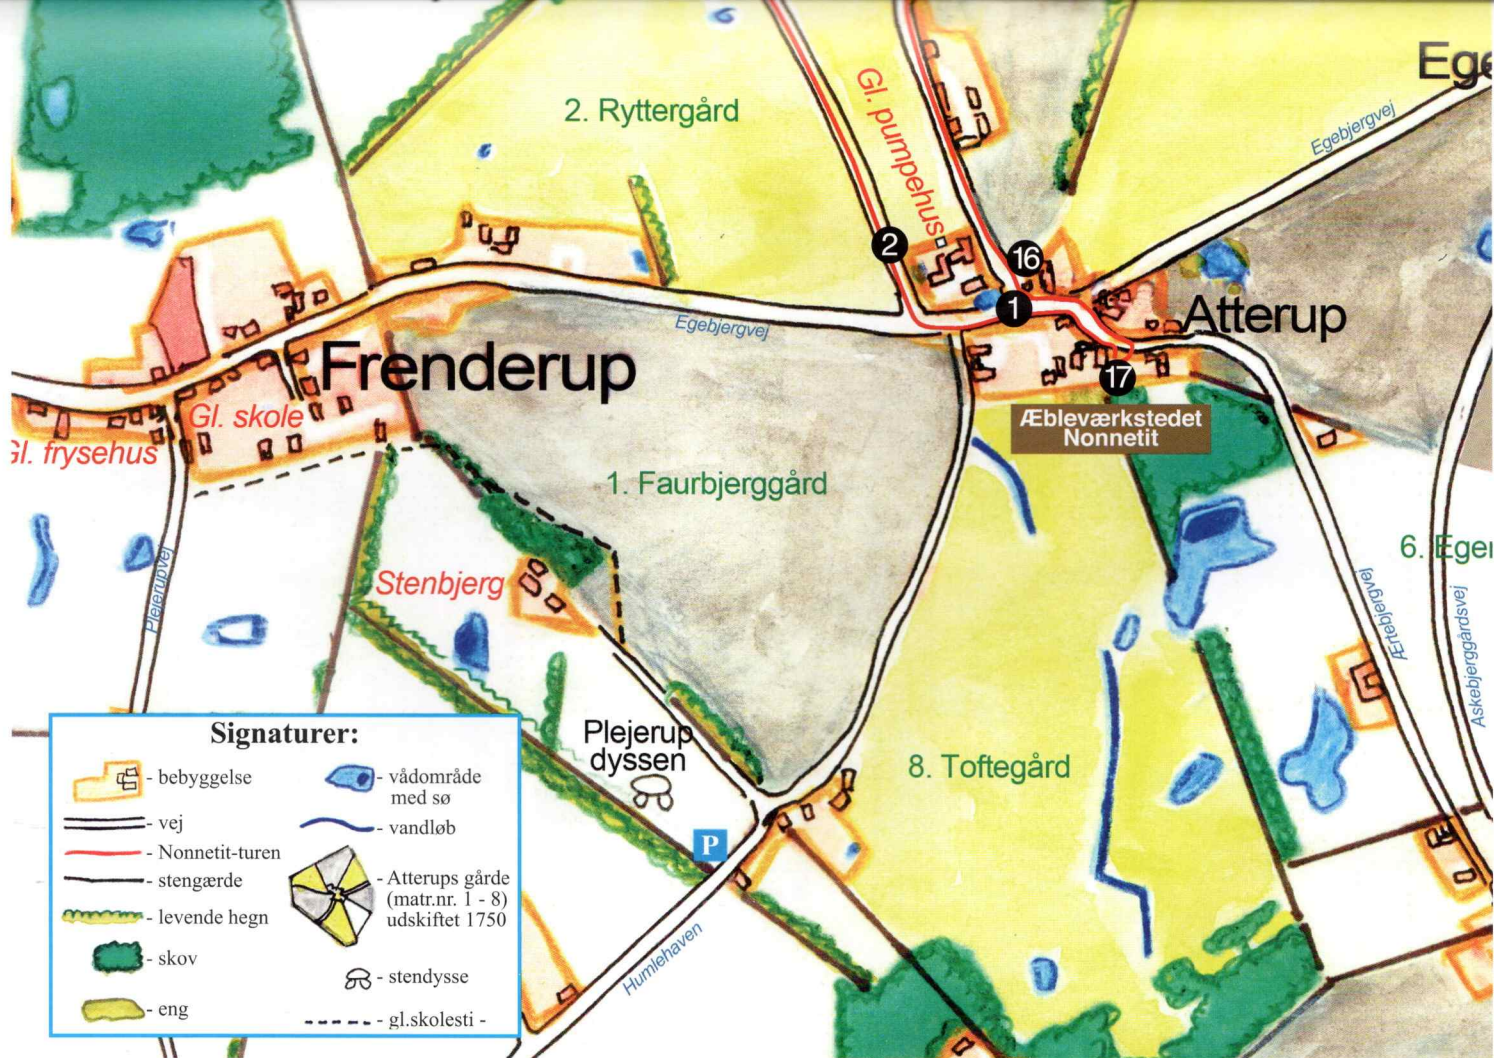 Ege
2. Ryttergård
Gl. pumpehus
Egebjergvej
2
16
1
Atterup
Egebjergvej
17
Frenderup
Gl. skole
Gl. frysehus
Æbleværkstedet
Nonnetit
1. Faurbjerggård
6. Eger
Plejerupvej
Stenbjerg
Ærtebjergvej
Askebjerggårdsvej
Plejerup
dyssen
8. Toftegård
P
Humlehaven
Signaturer:
- bebyggelse
- vej
- Nonnetit-turen
- stengærde
- levende hegn
- skov
- eng
- vådområde
med sø
- vandløb
- Atterups gårde
(matr.nr. 1 - 8)
udskiftet 1750
- stendysse
- gl.skolesti -